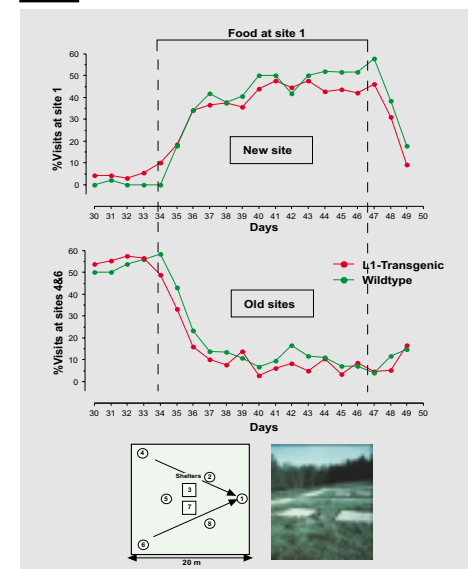 Food at site 1
%Visits at site 1
60
50
40
30
20
10
0
New site
30 31 32 33 34 35 36 37 38 39 40 41 42 43 44 45 46 47 48 49 50
Days
%Visits at sites 4&6
60
50
40
30
20
10
0
L1-Transgenic
Wildtype
Old sites
30 31 32 33 34 35 36 37 38 39 40 41 42 43 44 45 46 47 48 49 50
Days
4
2
Shelters
3
5
1
7
8
6
20 m